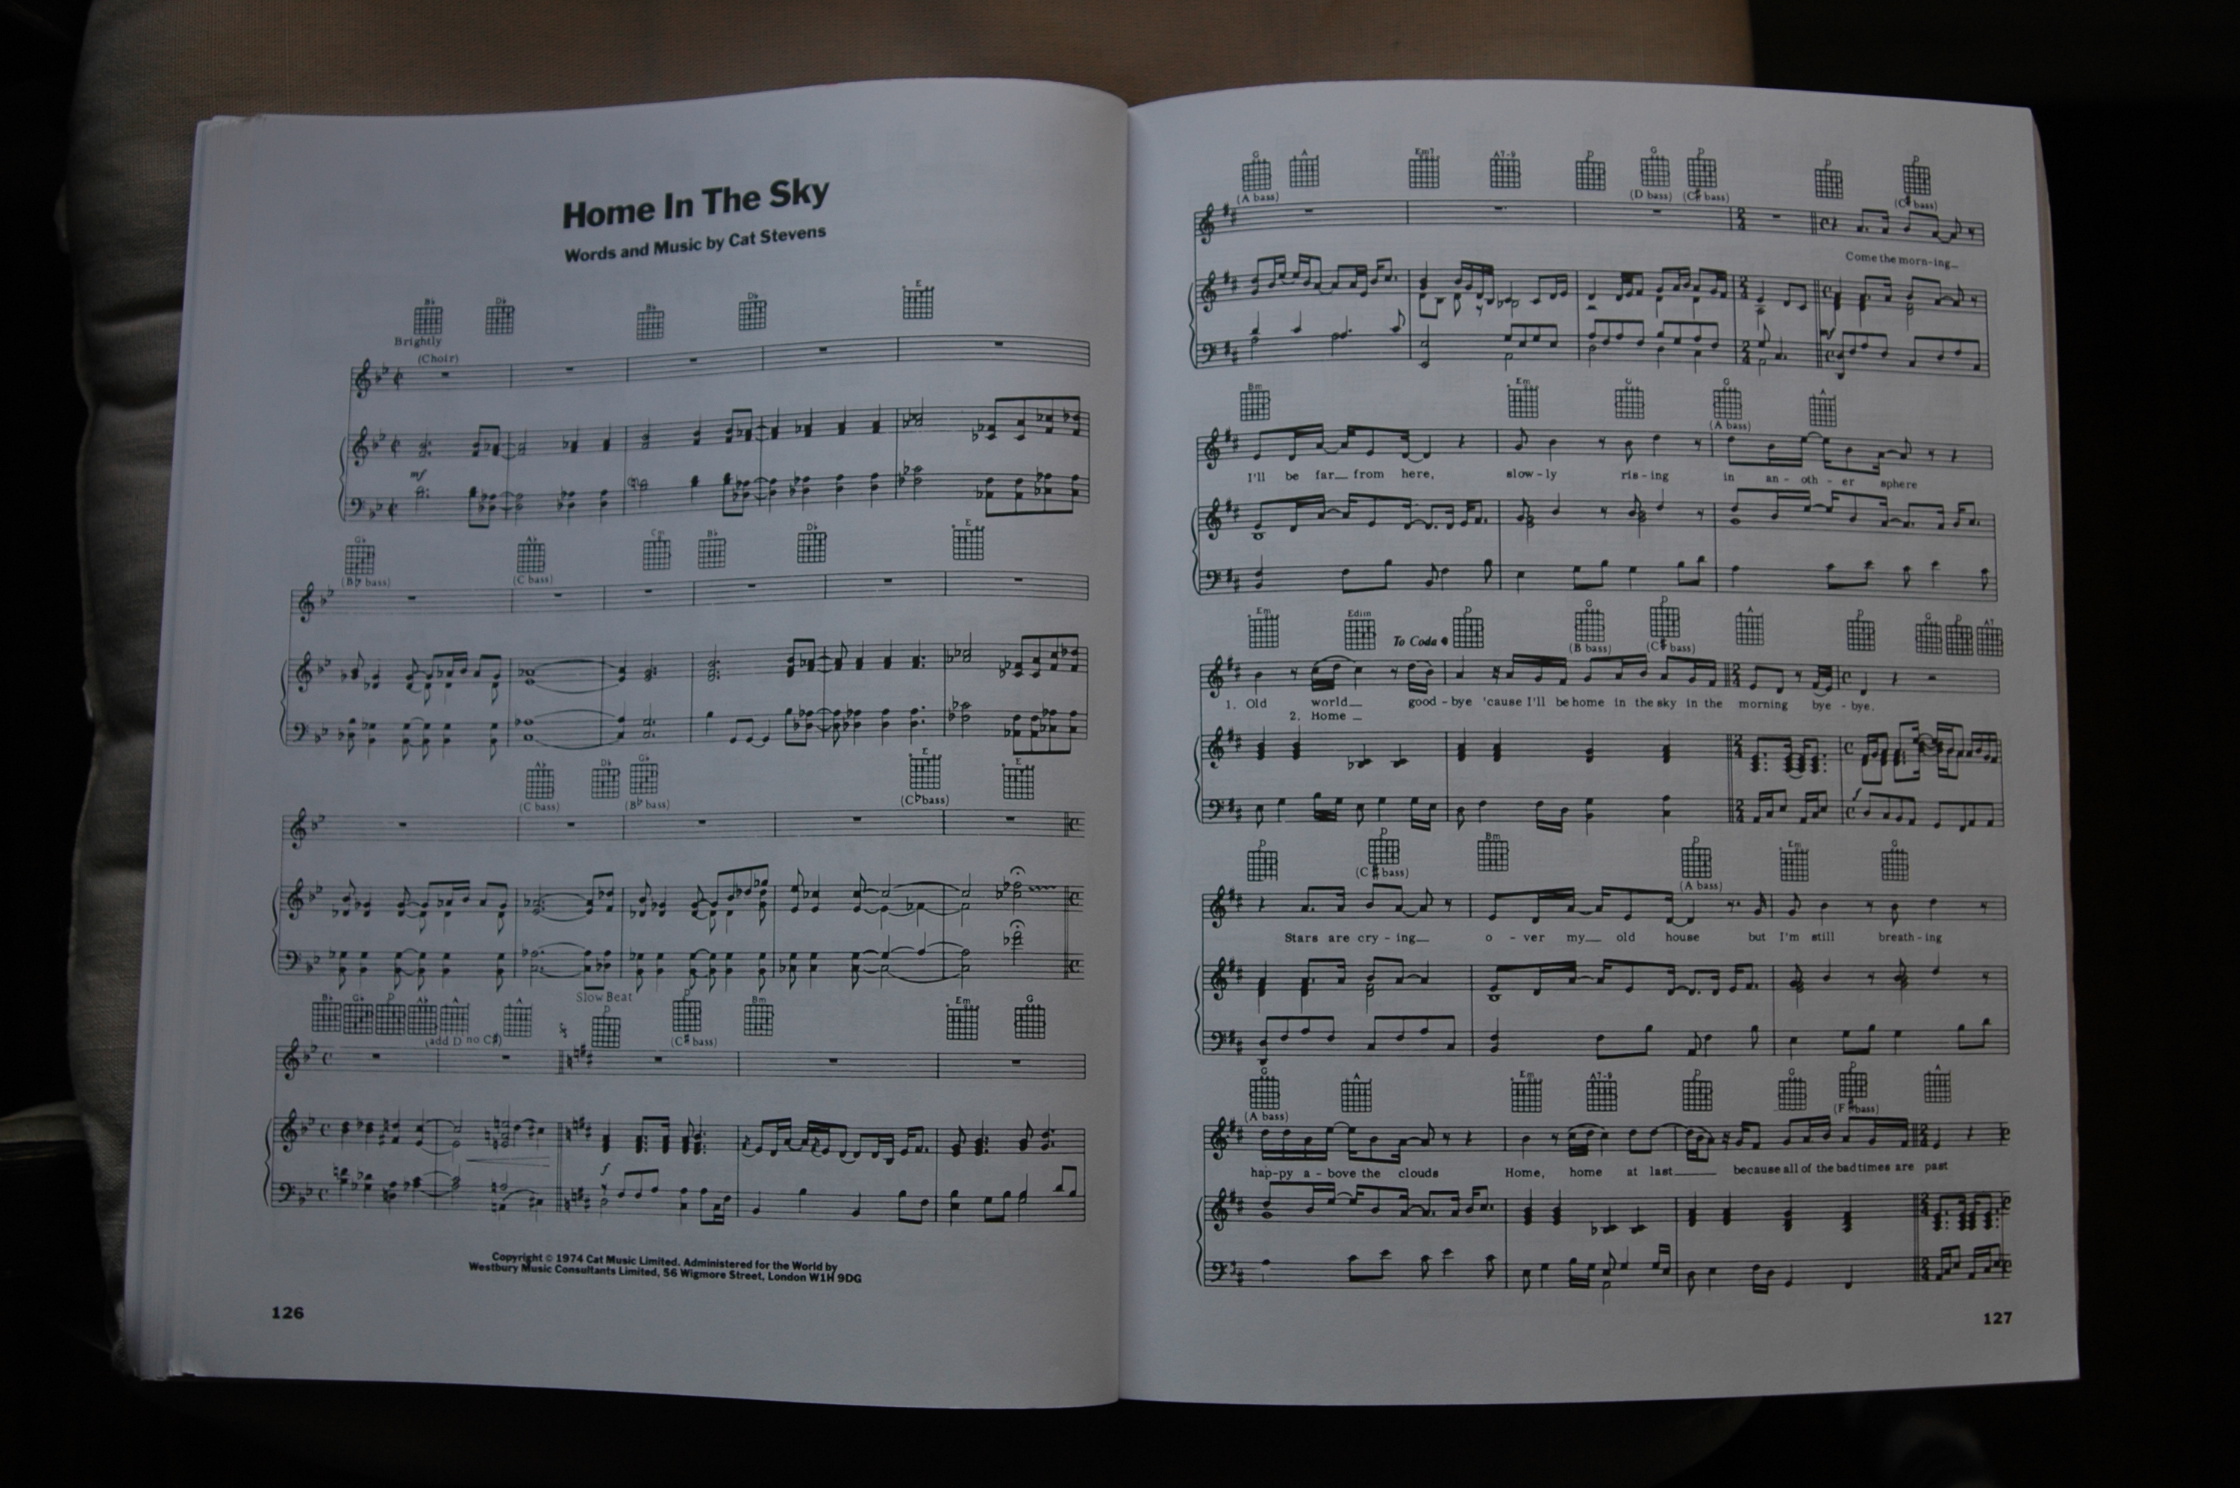 Home In The Sky
Words and Music by Cat Stevens
B♭ D♭ B♭ D♭ E
Brightly
(Choir)
mf
G♭ A♭ Cm B♭ D♭ E
(B♭ bass) (C bass)
A♭ D♭ G♭ E E
(C bass) (B♭ bass) (C♭bass)
Slow Beat
B♭ G♭ D A♭ A A D D Bm Em G
(add D no C#) (C# bass)
f
Copyright © 1974 Cat Music Limited. Administered for the World by
Westbury Music Consultants Limited, 56 Wigmore Street, London W1H 9DG
126
G A Em7 A7-9 D G D D D
(A bass) (D bass) (C# bass) (C# bass)
Come the morn-ing
Bm Em G G A
(A bass)
I'll be far from here, slow-ly ris-ing in an-oth-er sphere
Em Edim To Coda D G D A D G D A7
(B bass) (C# bass)
1. Old world good-bye 'cause I'll be home in the sky in the morning bye-bye.
2. Home
f
D D Bm D Em G
(C# bass) (A bass)
Stars are cry-ing o-ver my old house but I'm still breath-ing
G A Em A7-9 D G D A
(A bass) (F# bass)
hap-py a-bove the clouds Home, home at last because all of the bad times are past
127